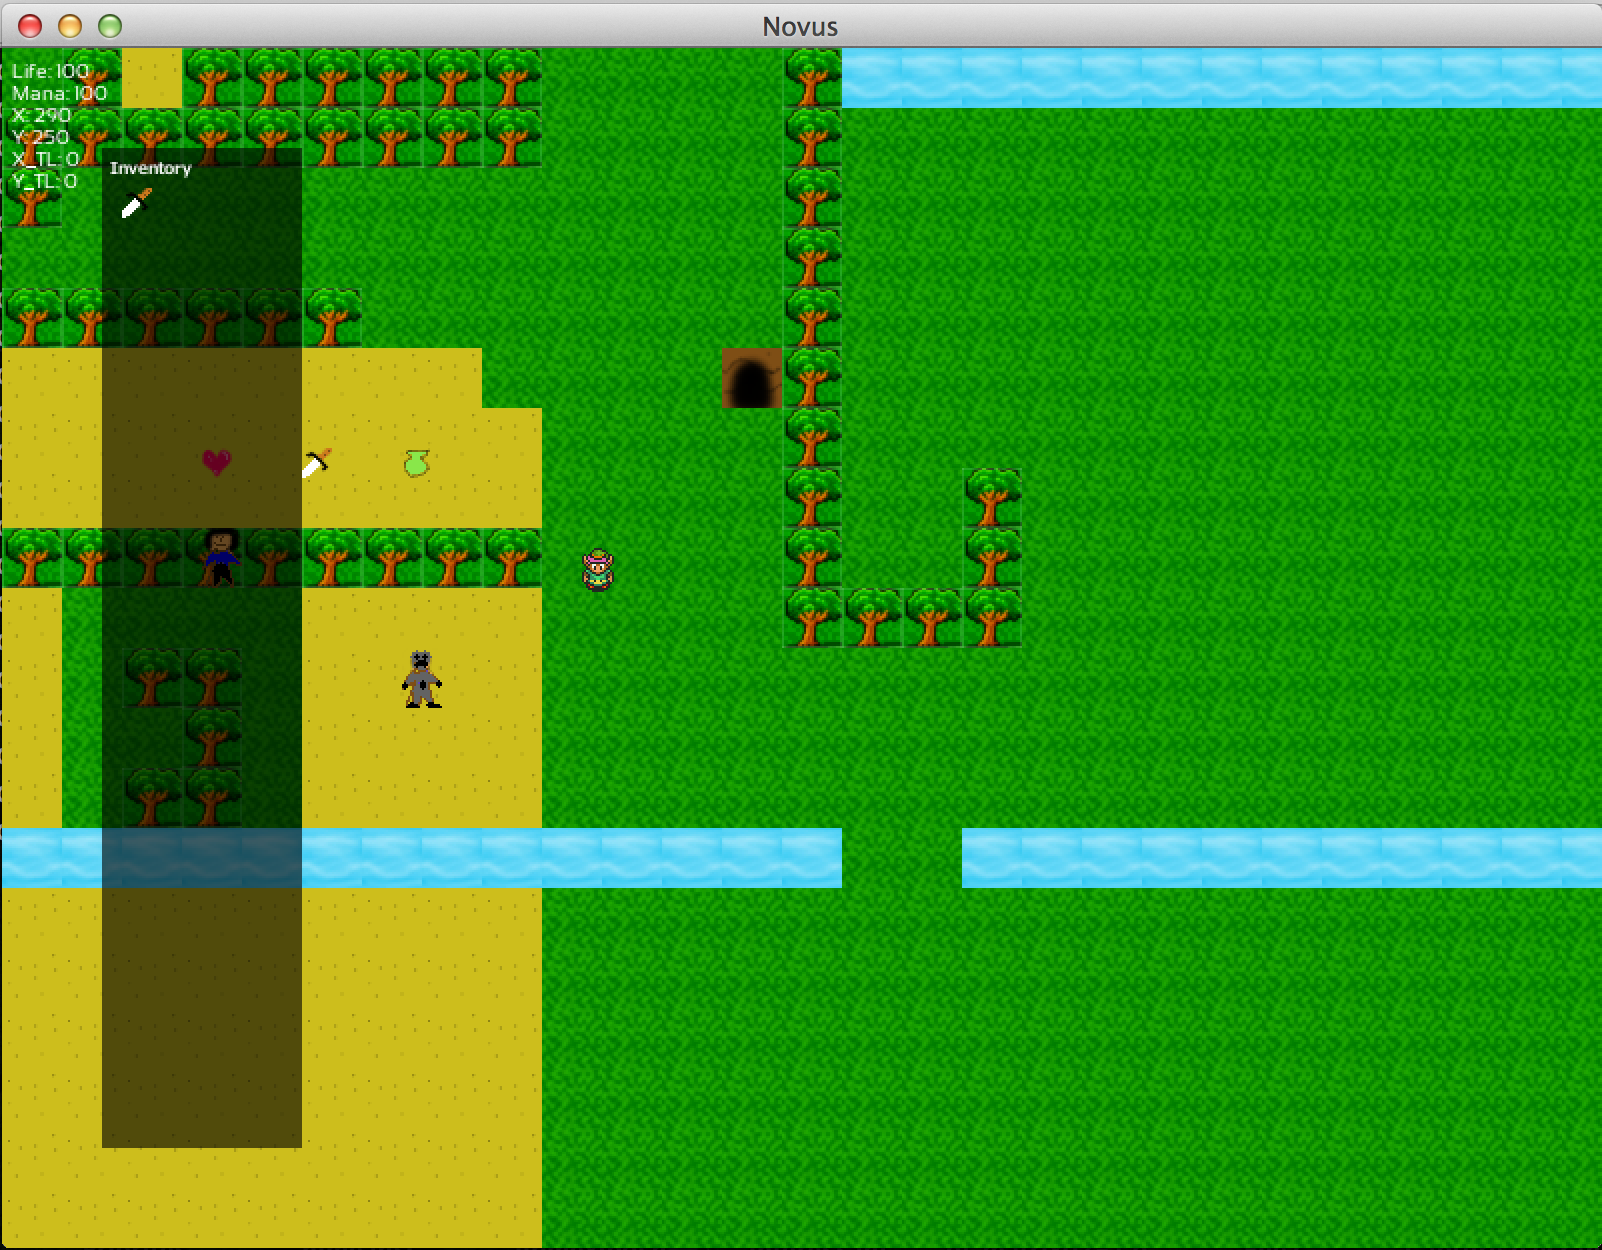 Novus
Life: 100
Mana: 100
X: 290
Y: 250
X_TL: 0
Y_TL: 0
Inventory